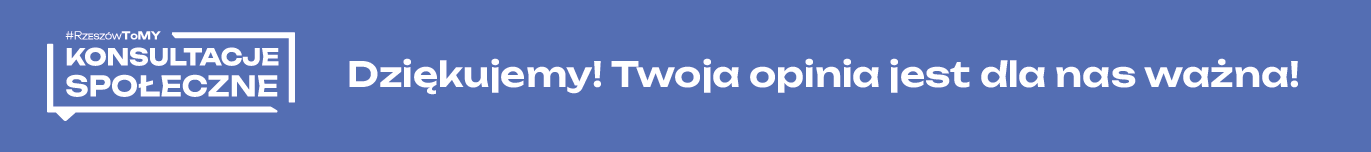 #RzeszówToMY
KONSULTACJE
SPOŁECZNE
Dziękujemy! Twoja opinia jest dla nas ważna!